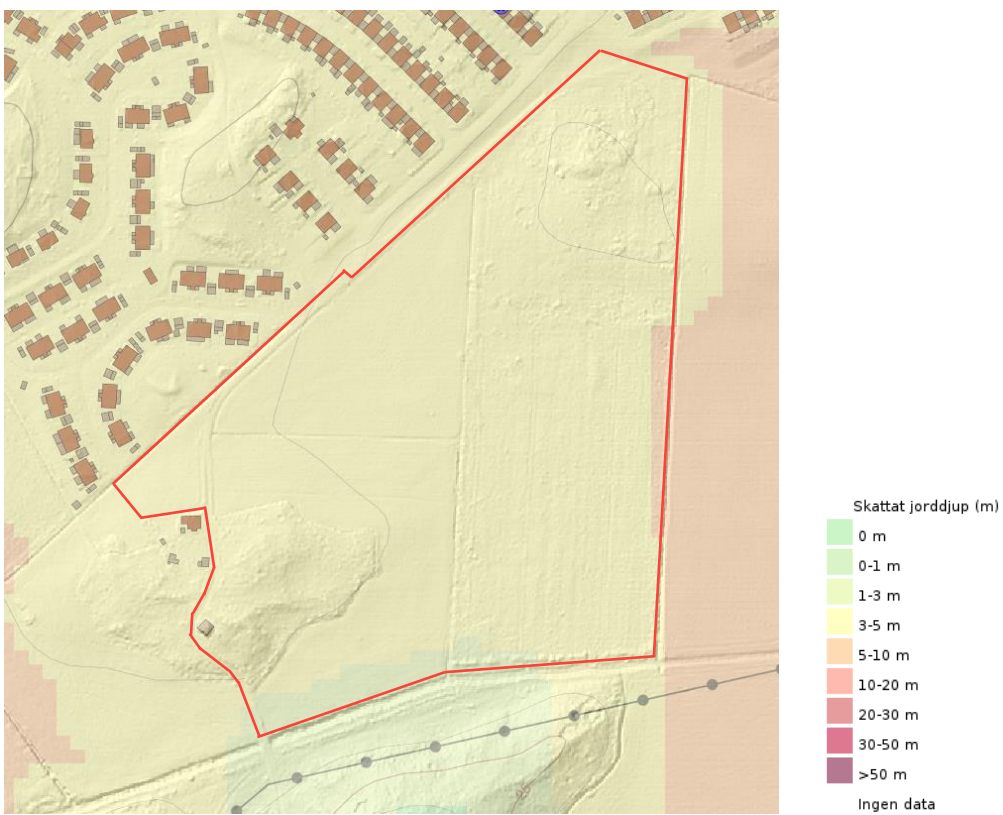 Skattat jorddjup (m)
0 m
0-1 m
1-3 m
3-5 m
5-10 m
10-20 m
20-30 m
30-50 m
>50 m
Ingen data